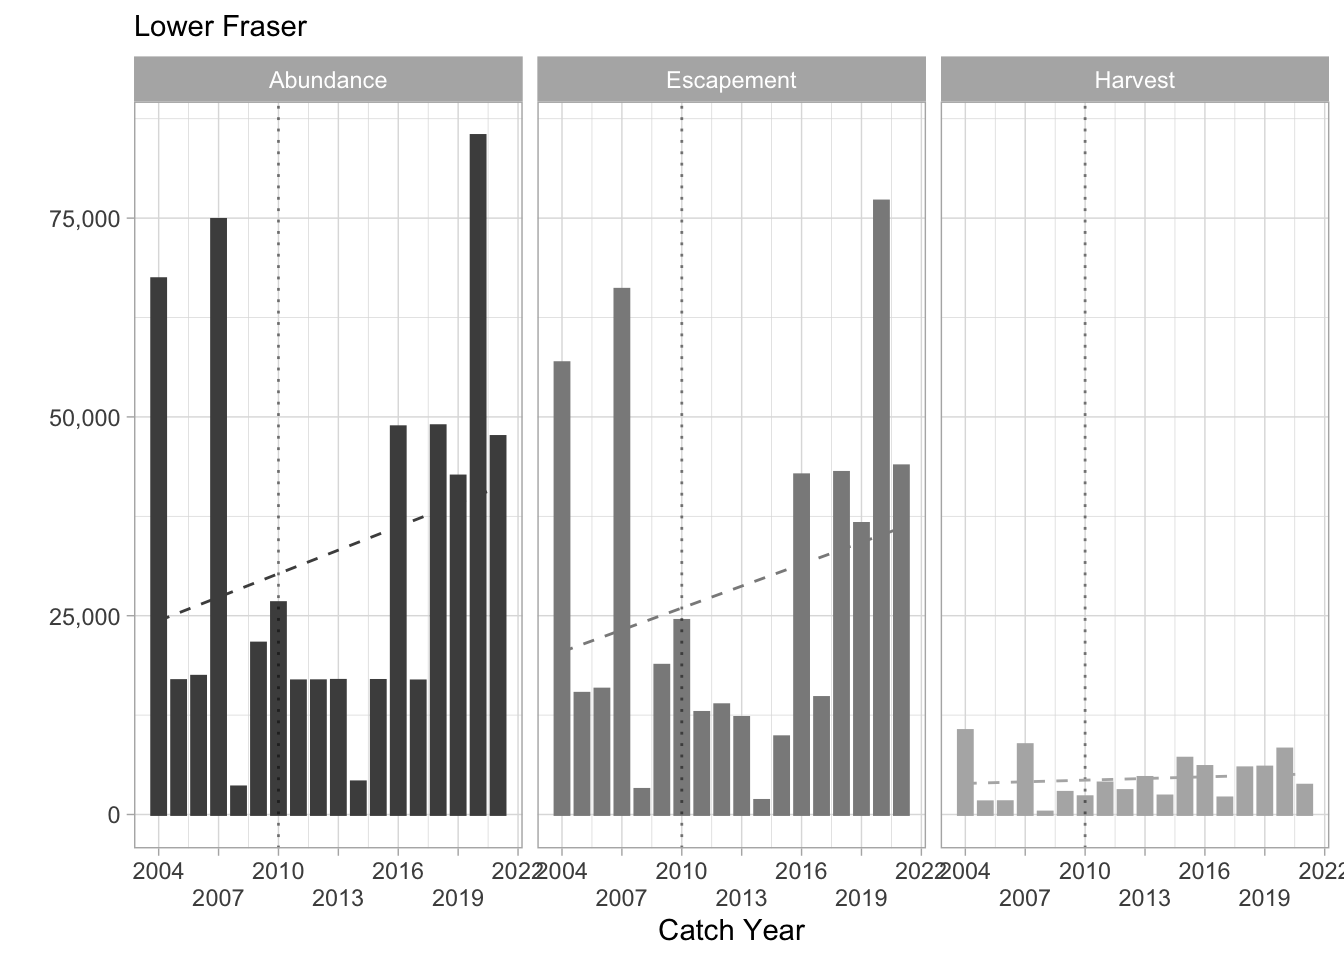 Lower Fraser
Abundance Escapement Harvest
75,000
50,000
25,000
0
2004 2010 2016 2022 2004 2010 2016 2022 2004 2010 2016 2022
2007 2013 2019 2007 2013 2019 2007 2013 2019
Catch Year